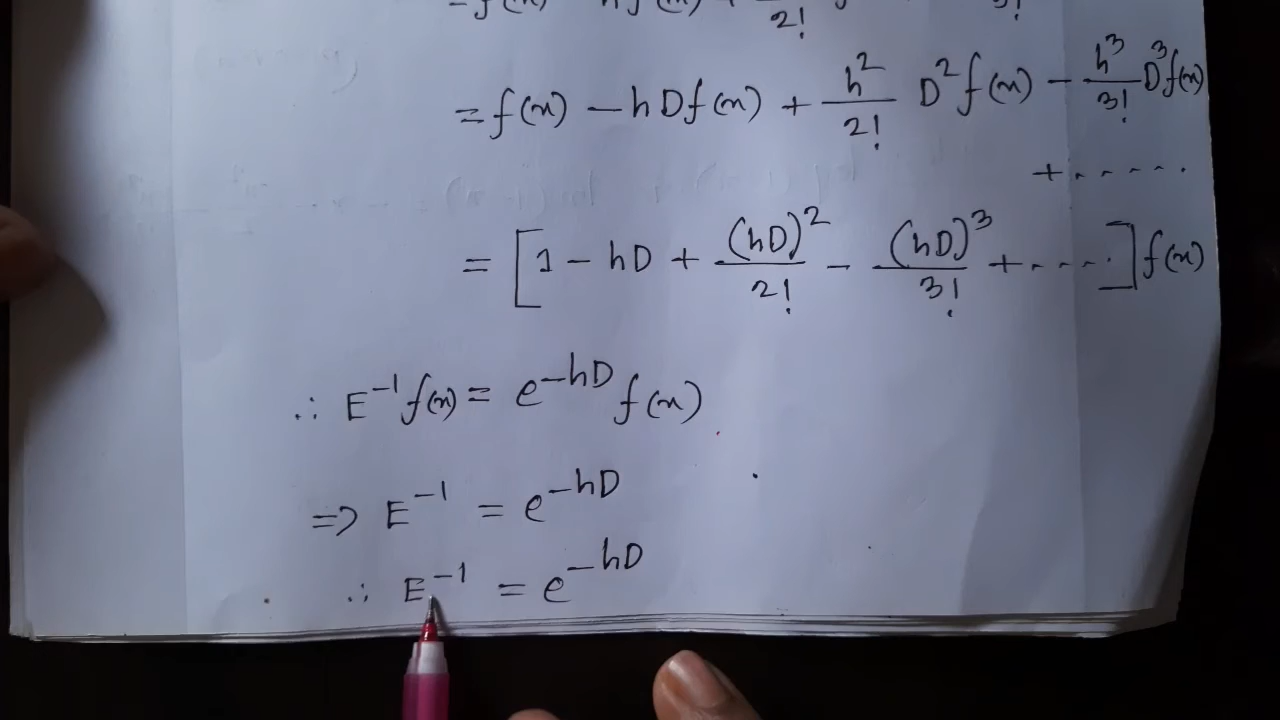 = f(x) - hDf(x) + h²/2! D²f(x) - h³/3! D³f(x)
+ ......
= [1 - hD + (hD)²/2! - (hD)³/3! + .....] f(x)
∴ E⁻¹f(x) = e^(-hD) f(x)
=> E⁻¹ = e^(-hD)
∴ E⁻¹ = e^(-hD)